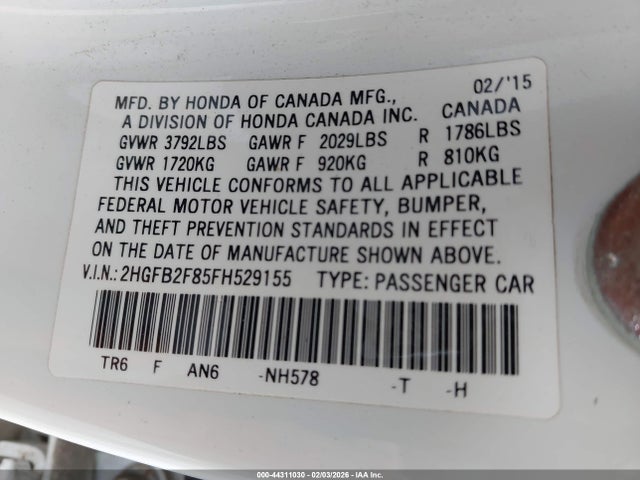 02/'15
MFD. BY HONDA OF CANADA MFG., CANADA
A DIVISION OF HONDA CANADA INC.
GVWR 3792LBS GAWR F 2029LBS R 1786LBS
GVWR 1720KG GAWR F 920KG R 810KG
THIS VEHICLE CONFORMS TO ALL APPLICABLE
FEDERAL MOTOR VEHICLE SAFETY, BUMPER,
AND THEFT PREVENTION STANDARDS IN EFFECT
ON THE DATE OF MANUFACTURE SHOWN ABOVE.
V.I.N.: 2HGFB2F85FH529155 TYPE: PASSENGER CAR
TR6 F AN6 -NH578 -T -H
000-44311030 - 02/03/2026 - IAA Inc.